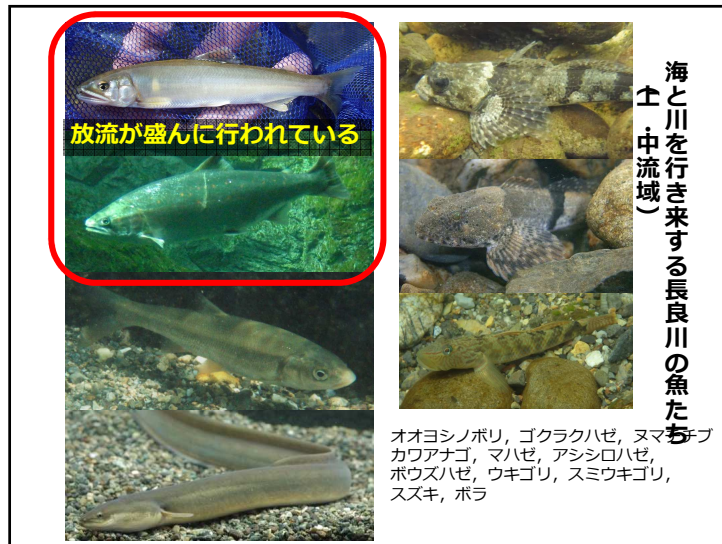 海と川を行き来する長良川の魚たち
(上・中流域)
放流が盛んに行われている
オオヨシノボリ, ゴクラクハゼ, ヌマチチブ
カワアナゴ, マハゼ, アシシロハゼ,
ボウズハゼ, ウキゴリ, スミウキゴリ,
スズキ, ボラ